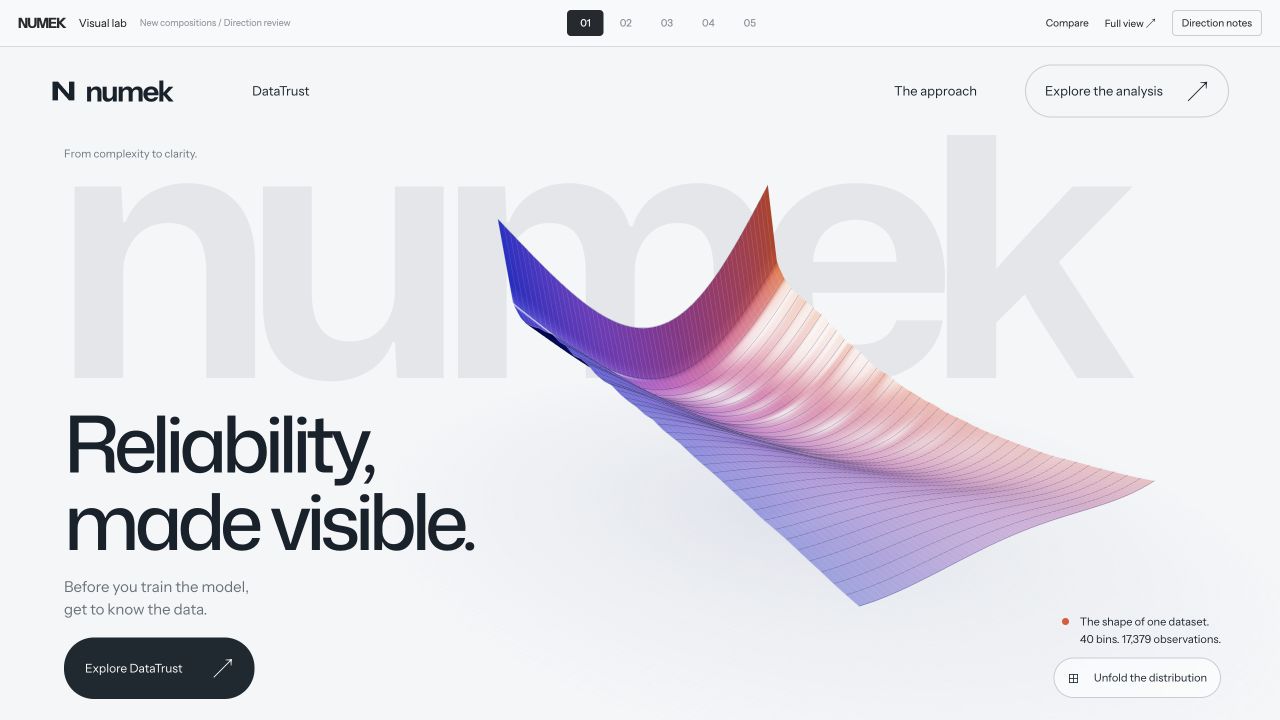 NUMEK Visual lab New compositions / Direction review 01 02 03 04 05 Compare Full view Direction notes
N numek DataTrust The approach Explore the analysis
From complexity to clarity.
numek
Reliability,
made visible.
Before you train the model,
get to know the data.
Explore DataTrust
The shape of one dataset.
40 bins. 17,379 observations.
Unfold the distribution